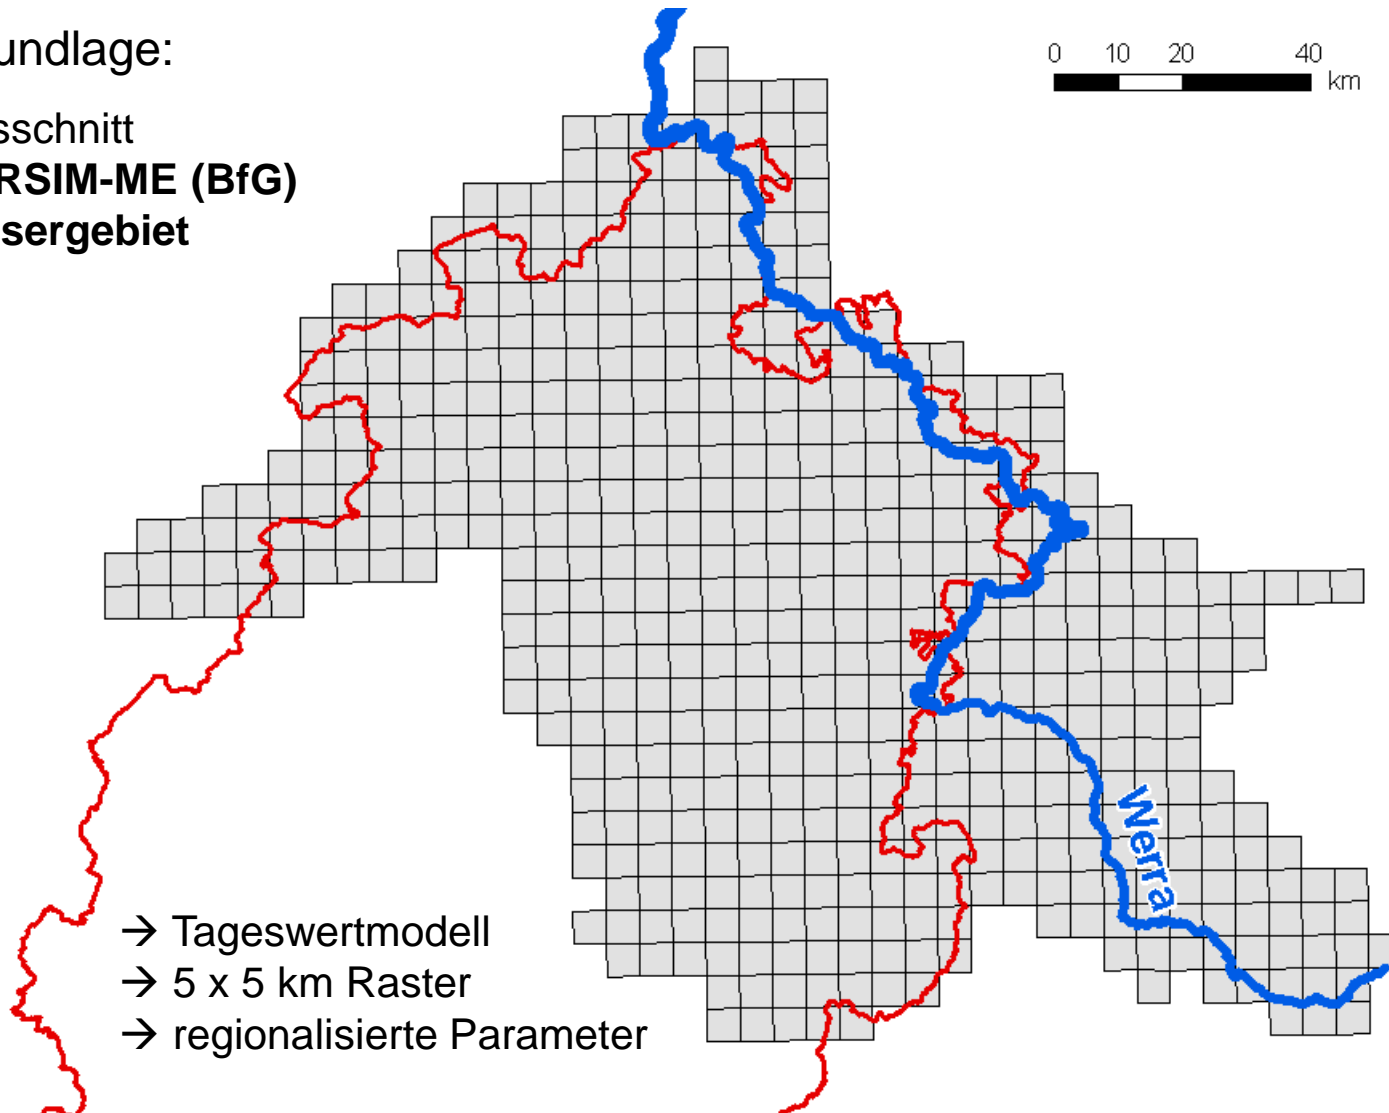 undlage:
sschnitt
RSIM-ME (BfG)
sergebiet
0 10 20 40
km
Werra
→ Tageswertmodell
→ 5 x 5 km Raster
→ regionalisierte Parameter